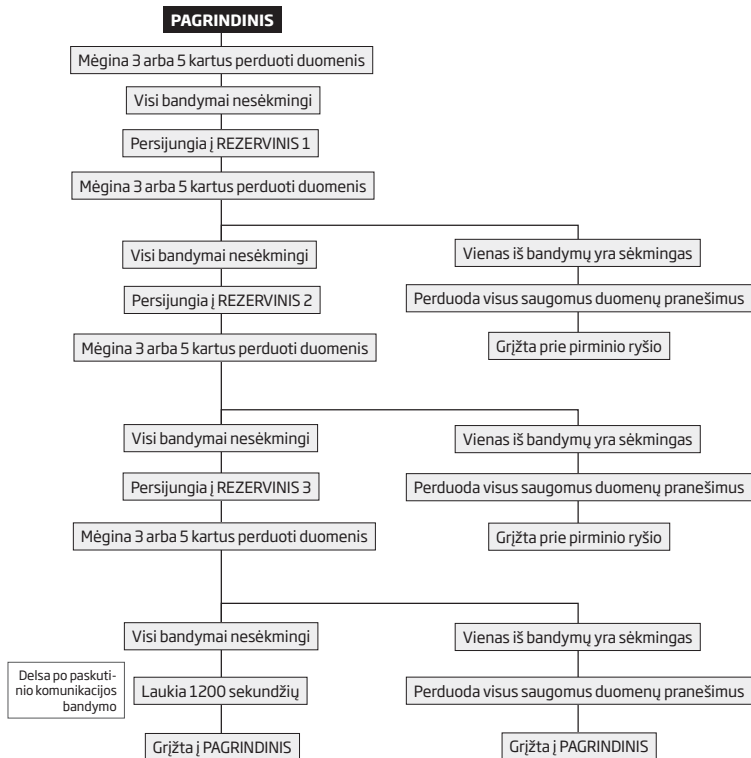 PAGRINDINIS
Mėgina 3 arba 5 kartus perduoti duomenis
Visi bandymai nesėkmingi
Persijungia į REZERVINIS 1
Mėgina 3 arba 5 kartus perduoti duomenis
Visi bandymai nesėkmingi
Vienas iš bandymų yra sėkmingas
Persijungia į REZERVINIS 2
Perduoda visus saugomus duomenų pranešimus
Mėgina 3 arba 5 kartus perduoti duomenis
Grįžta prie pirminio ryšio
Visi bandymai nesėkmingi
Vienas iš bandymų yra sėkmingas
Persijungia į REZERVINIS 3
Perduoda visus saugomus duomenų pranešimus
Mėgina 3 arba 5 kartus perduoti duomenis
Grįžta prie pirminio ryšio
Visi bandymai nesėkmingi
Vienas iš bandymų yra sėkmingas
Delsa po paskuti-
nio komunikacijos
bandymo
Laukia 1200 sekundžių
Perduoda visus saugomus duomenų pranešimus
Grįžta į PAGRINDINIS
Grįžta į PAGRINDINIS